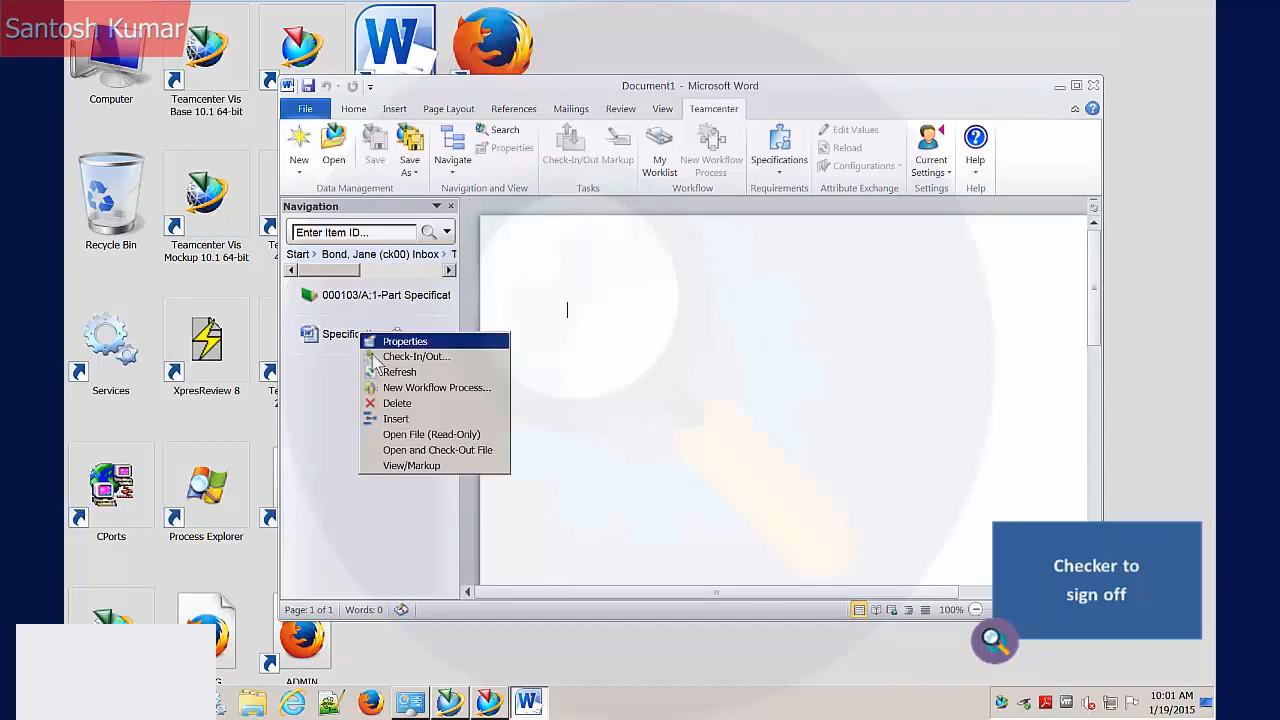 Santosh Kumar
Computer
Teamcenter Vis
Base 10.1 64-bit
Recycle Bin
Teamcenter Vis
Mockup 10.1 64-bit
Services
XpresReview 8
CPorts
Process Explorer
ADMIN
Document1 - Microsoft Word
File Home Insert Page Layout References Mailings Review View Teamcenter
New Open Save Save As
Data Management
Navigate Search Properties
Navigation and View
Check-In/Out Markup
Tasks
My Worklist New Workflow Process
Workflow
Specifications
Requirements
Edit Values
Reload
Configurations
Attribute Exchange
Current Settings
Settings
Help
Help
Navigation
Enter Item ID...
Start Bond, Jane (ck00) Inbox
000103/A;1-Part Specificat
Properties
Check-In/Out...
Refresh
New Workflow Process...
Delete
Insert
Open File (Read-Only)
Open and Check-Out File
View/Markup
Page: 1 of 1 Words: 0
100%
Checker to
sign off
10:01 AM
1/19/2015